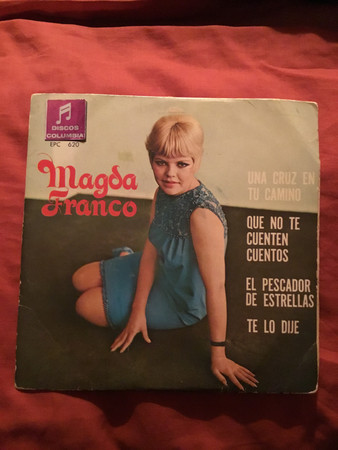 DISCOS
COLUMBIA
EPC 620
Magda
Franco
UNA CRUZ EN
TU CAMINO
QUE NO TE
CUENTEN
CUENTOS
EL PESCADOR
DE ESTRELLAS
TE LO DIJE